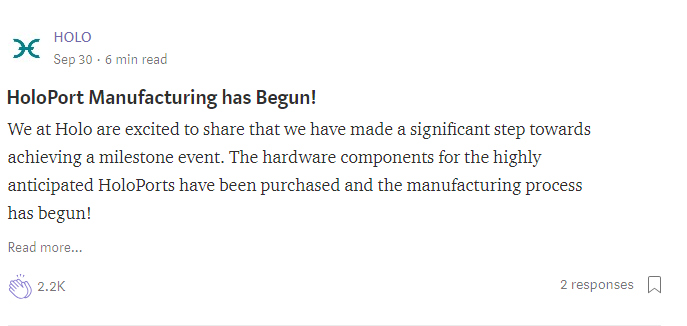 HOLO
Sep 30 · 6 min read
HoloPort Manufacturing has Begun!
We at Holo are excited to share that we have made a significant step towards
achieving a milestone event. The hardware components for the highly
anticipated HoloPorts have been purchased and the manufacturing process
has begun!
Read more...
2.2K
2 responses